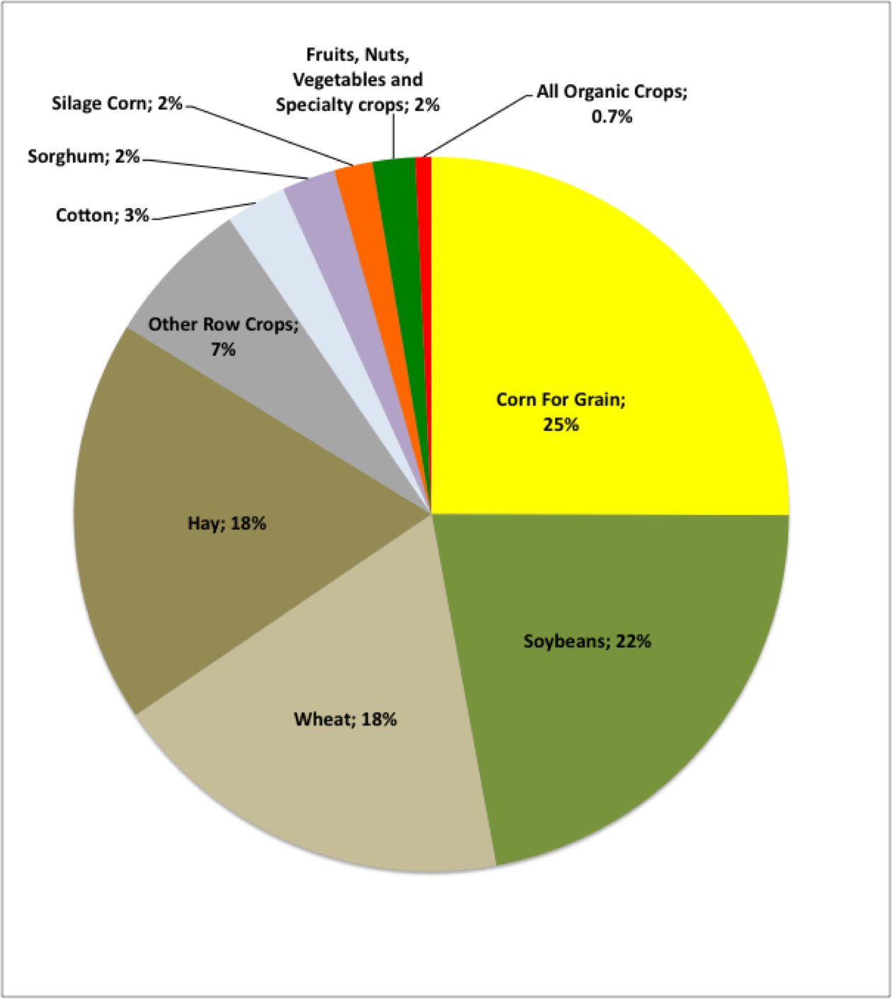 Fruits, Nuts,
Vegetables and
Specialty crops; 2%
All Organic Crops;
0.7%
Silage Corn; 2%
Sorghum; 2%
Cotton; 3%
Other Row Crops;
7%
Corn For Grain;
25%
Hay; 18%
Soybeans; 22%
Wheat; 18%